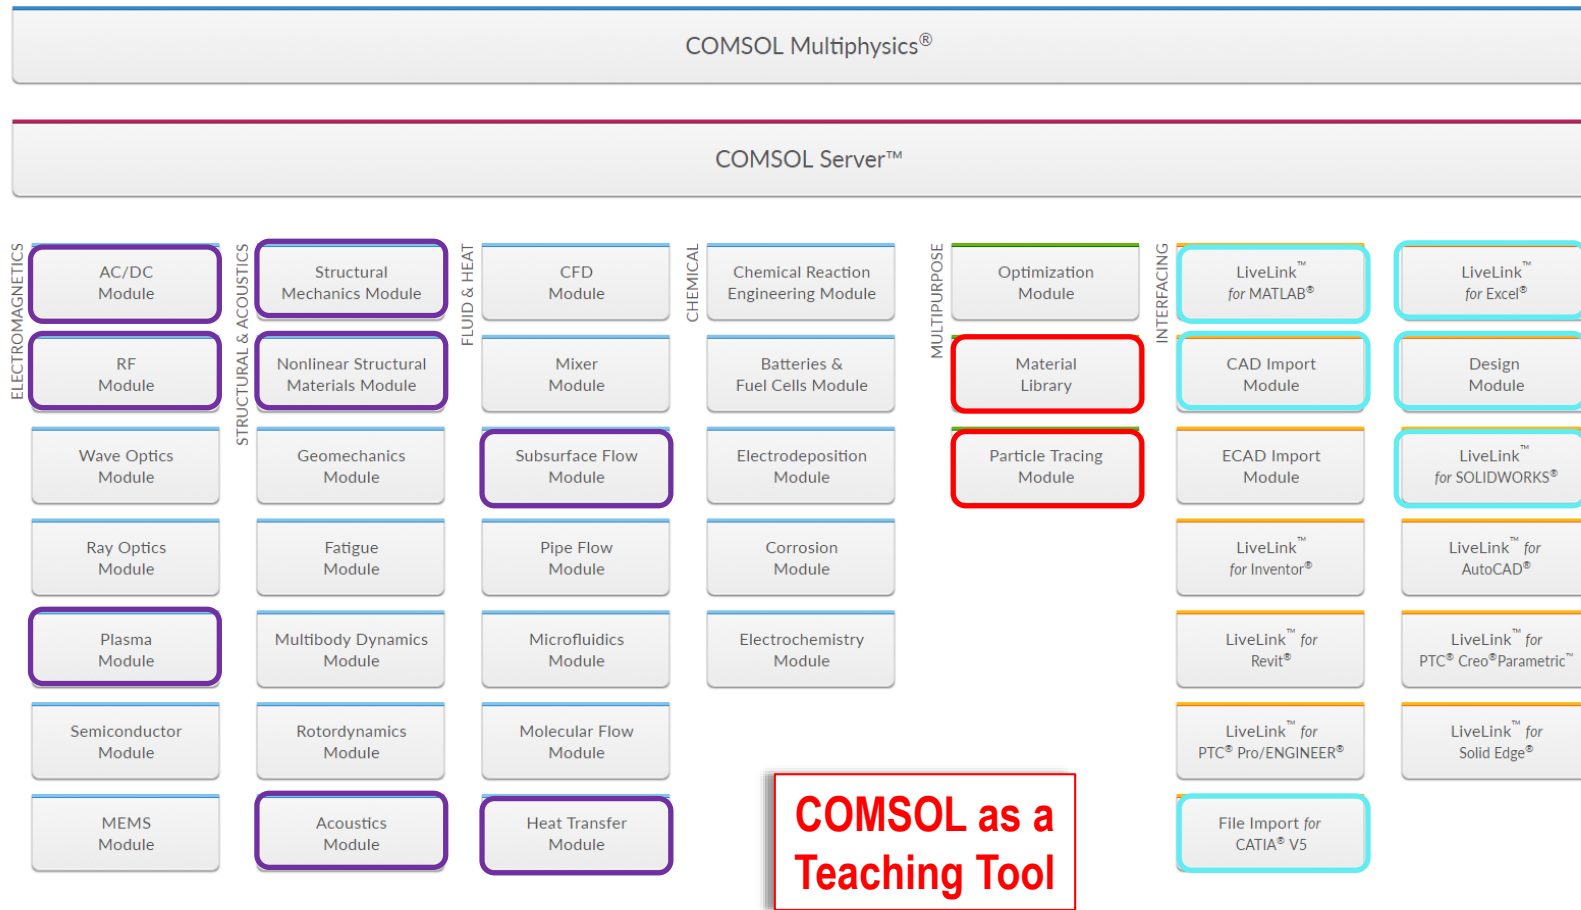 COMSOL Multiphysics®
COMSOL Server™
ELECTROMAGNETICS
AC/DC
Module
RF
Module
Wave Optics
Module
Ray Optics
Module
Plasma
Module
Semiconductor
Module
MEMS
Module
STRUCTURAL & ACOUSTICS
Structural
Mechanics Module
Nonlinear Structural
Materials Module
Geomechanics
Module
Fatigue
Module
Multibody Dynamics
Module
Rotordynamics
Module
Acoustics
Module
FLUID & HEAT
CFD
Module
Mixer
Module
Subsurface Flow
Module
Pipe Flow
Module
Microfluidics
Module
Molecular Flow
Module
Heat Transfer
Module
CHEMICAL
Chemical Reaction
Engineering Module
Batteries &
Fuel Cells Module
Electrodeposition
Module
Corrosion
Module
Electrochemistry
Module
MULTIPURPOSE
Optimization
Module
Material
Library
Particle Tracing
Module
INTERFACING
LiveLink™
for MATLAB®
CAD Import
Module
ECAD Import
Module
LiveLink™
for Inventor®
LiveLink™ for
Revit®
LiveLink™ for
PTC® Pro/ENGINEER®
File Import for
CATIA® V5
LiveLink™
for Excel®
Design
Module
LiveLink™
for SOLIDWORKS®
LiveLink™ for
AutoCAD®
LiveLink™ for
PTC® Creo®Parametric™
LiveLink™ for
Solid Edge®
COMSOL as a
Teaching Tool